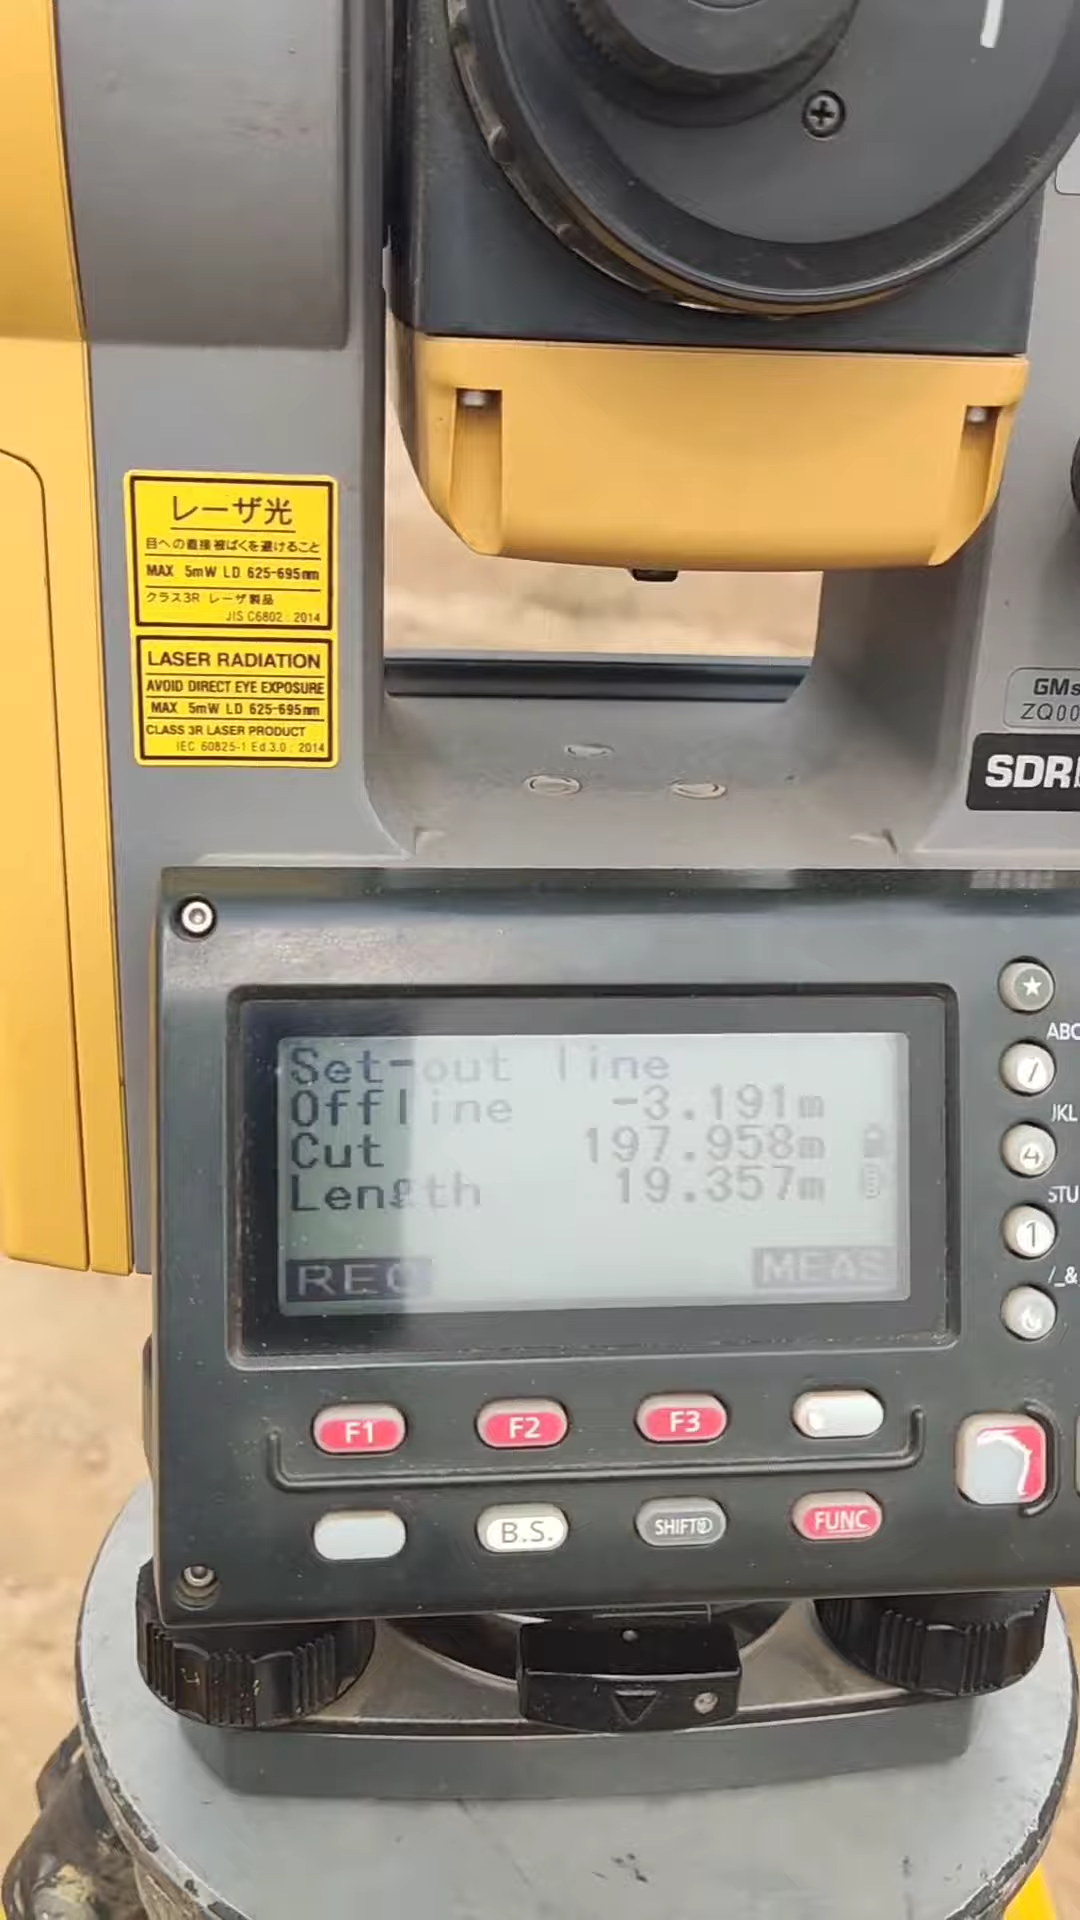 レーザ光
目への直接被ばくを避けること
MAX 5mW LD 625-695nm
クラス3R レーザ製品
JIS C6802 : 2014
LASER RADIATION
AVOID DIRECT EYE EXPOSURE
MAX 5mW LD 625-695nm
CLASS 3R LASER PRODUCT
IEC 60825-1 Ed.3.0 : 2014
GMs
ZQ00
SDR
Set-out line
Offline -3.191m
Cut 197.958m
Length 19.357m
REC MEAS
ABC
7
JKL
4
STU
1
/_&
F1 F2 F3
B.S. SHIFT FUNC